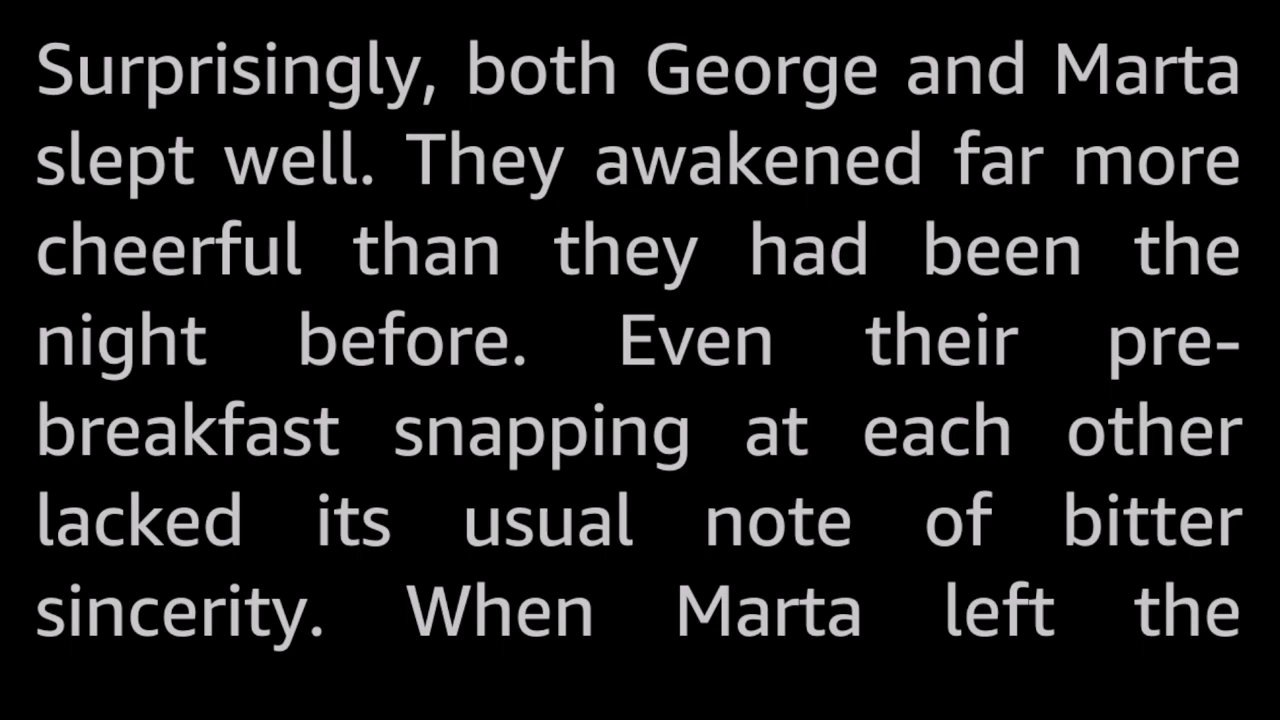 Surprisingly, both George and Marta
slept well. They awakened far more
cheerful than they had been the
night before. Even their pre-
breakfast snapping at each other
lacked its usual note of bitter
sincerity. When Marta left the